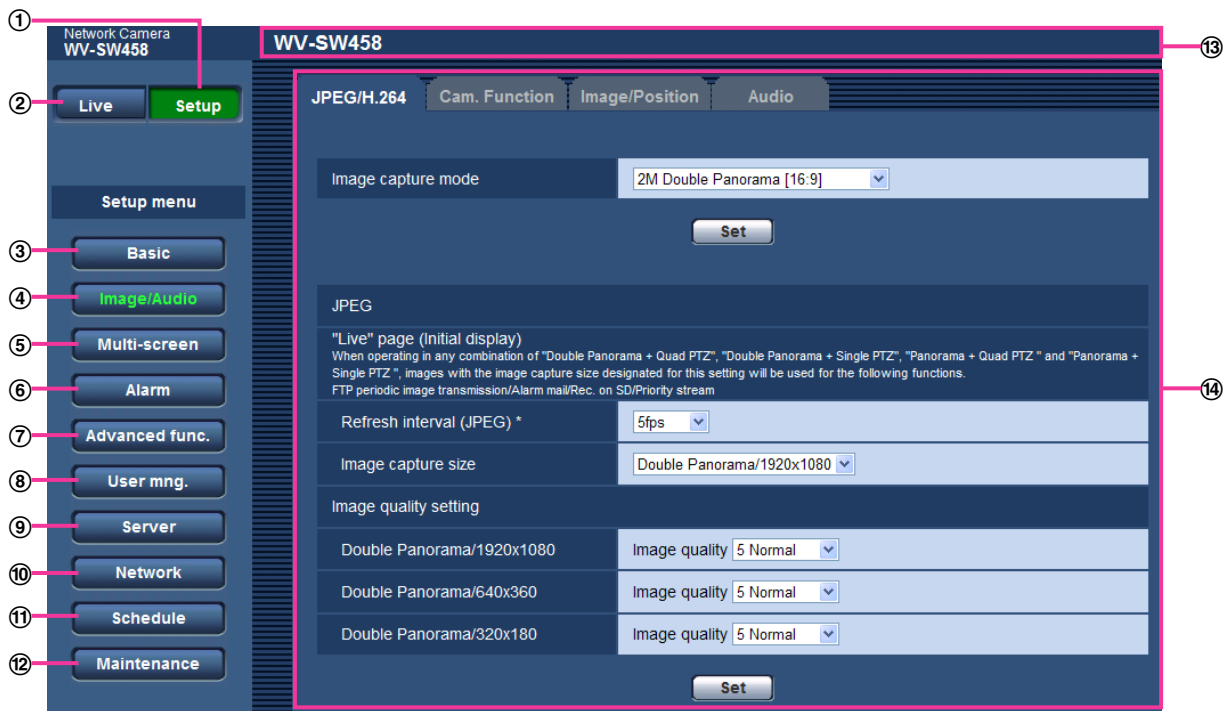 ①
Network Camera
WV-SW458
WV-SW458
⑬
② Live Setup
JPEG/H.264 Cam. Function Image/Position Audio
Image capture mode 2M Double Panorama [16:9]
Setup menu
Set
③ Basic
④ Image/Audio
JPEG
⑤ Multi-screen
"Live" page (Initial display)
When operating in any combination of "Double Panorama + Quad PTZ", "Double Panorama + Single PTZ", "Panorama + Quad PTZ " and "Panorama +
Single PTZ ", images with the image capture size designated for this setting will be used for the following functions.
FTP periodic image transmission/Alarm mail/Rec. on SD/Priority stream
⑥ Alarm
⑭
Refresh interval (JPEG) * 5fps
⑦ Advanced func.
Image capture size Double Panorama/1920x1080
⑧ User mng.
Image quality setting
⑨ Server
Double Panorama/1920x1080 Image quality 5 Normal
⑩ Network
Double Panorama/640x360 Image quality 5 Normal
⑪ Schedule
Double Panorama/320x180 Image quality 5 Normal
⑫ Maintenance
Set